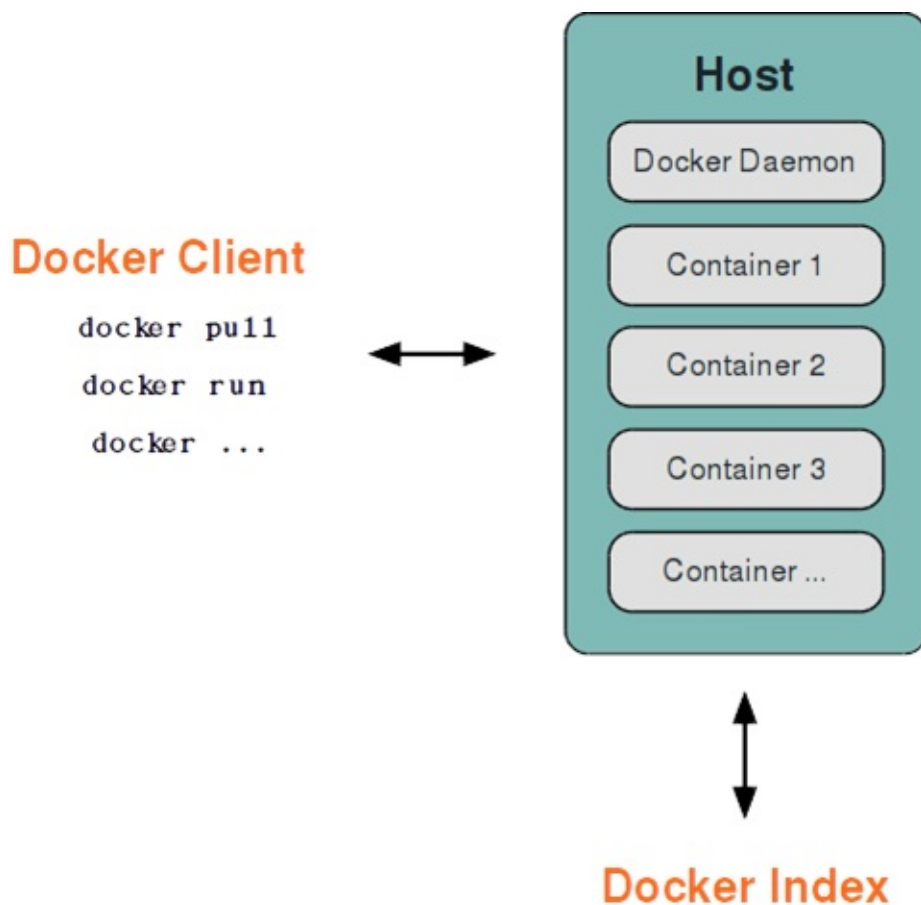 Host
Docker Daemon
Container 1
Container 2
Container 3
Container ...
Docker Client
docker pull
docker run
docker ...
Docker Index